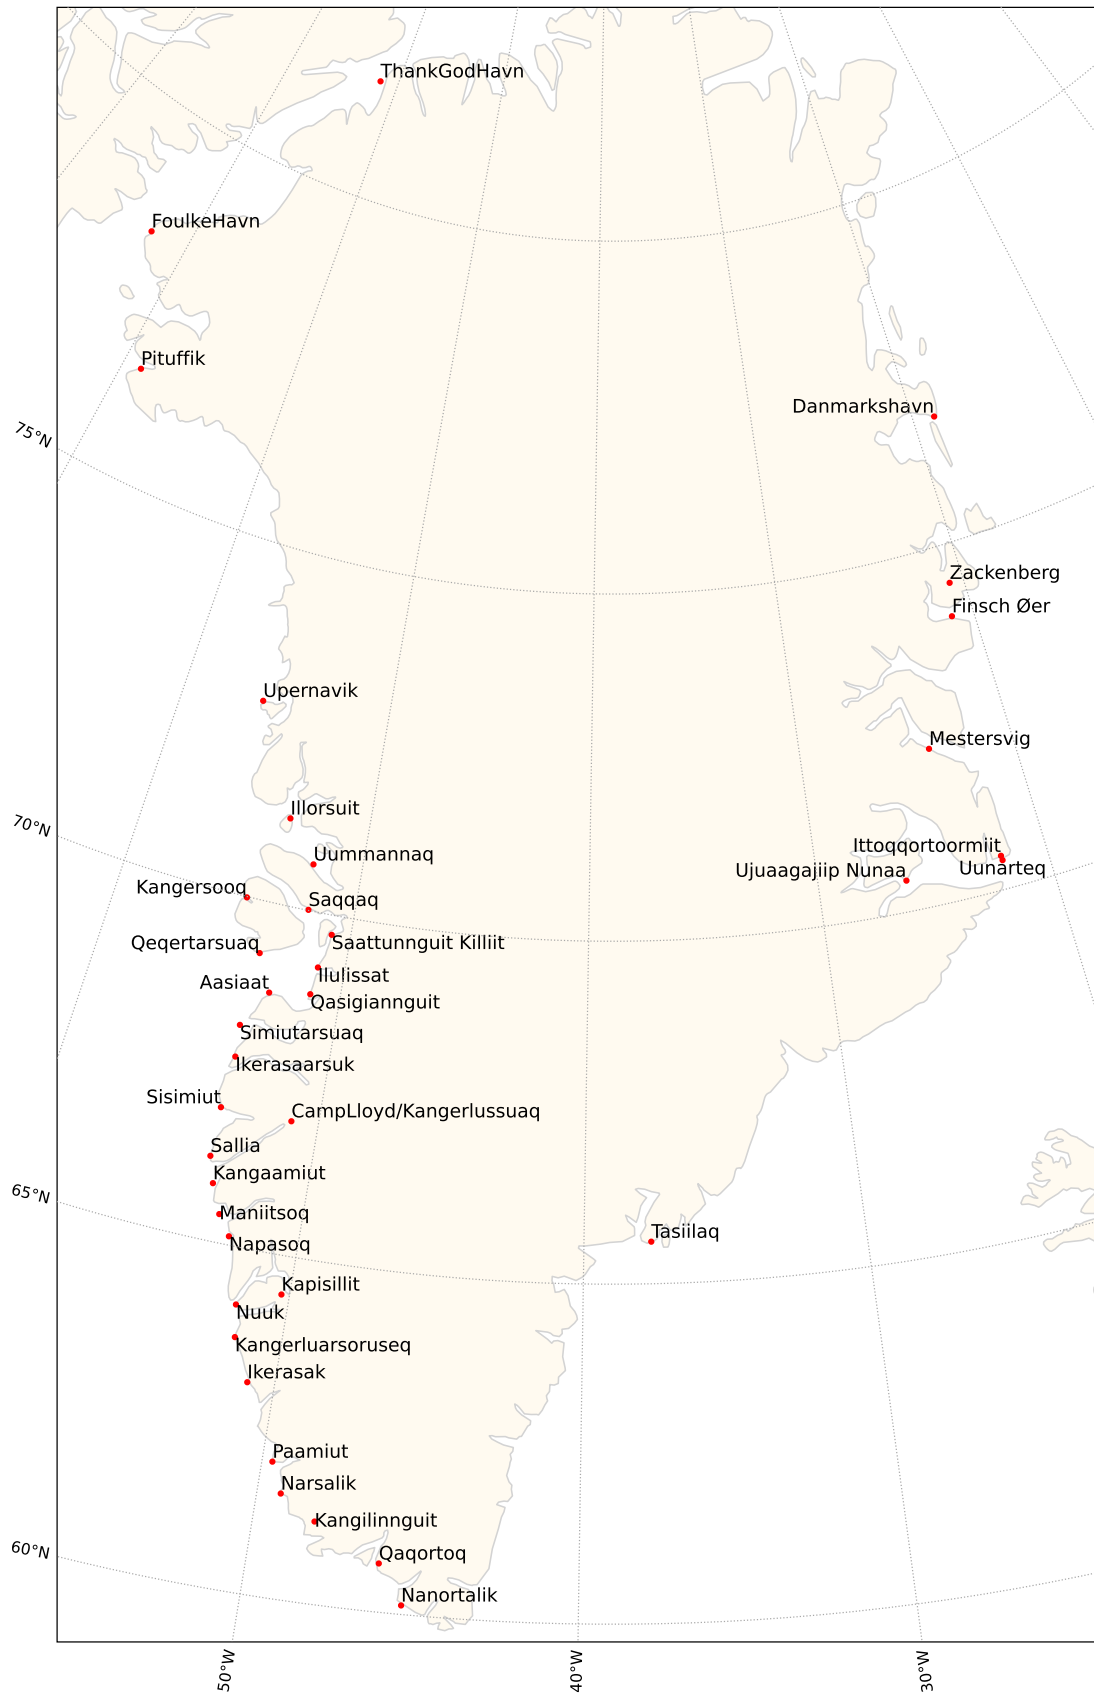 ThankGodHavn
FoulkeHavn
Pituffik
Danmarkshavn
75°N
Zackenberg
Finsch Øer
Upernavik
Mestersvig
Illorsuit
70°N
Ittoqqortoormiit
Uummannaq
Uunarteq
Ujuaagajiip Nunaa
Kangersooq
Saqqaq
Qeqertarsuaq
Saattunnguit Killiit
Ilulissat
Aasiaat
Qasigiannguit
Simiutarsuaq
Ikerasaarsuk
Sisimiut
CampLloyd/Kangerlussuaq
Sallia
Kangaamiut
65°N
Maniitsoq
Tasiilaq
Napasoq
Kapisillit
Nuuk
Kangerluarsoruseq
Ikerasak
Paamiut
Narsalik
Kangilinnguit
60°N
Qaqortoq
Nanortalik
50°W
40°W
30°W